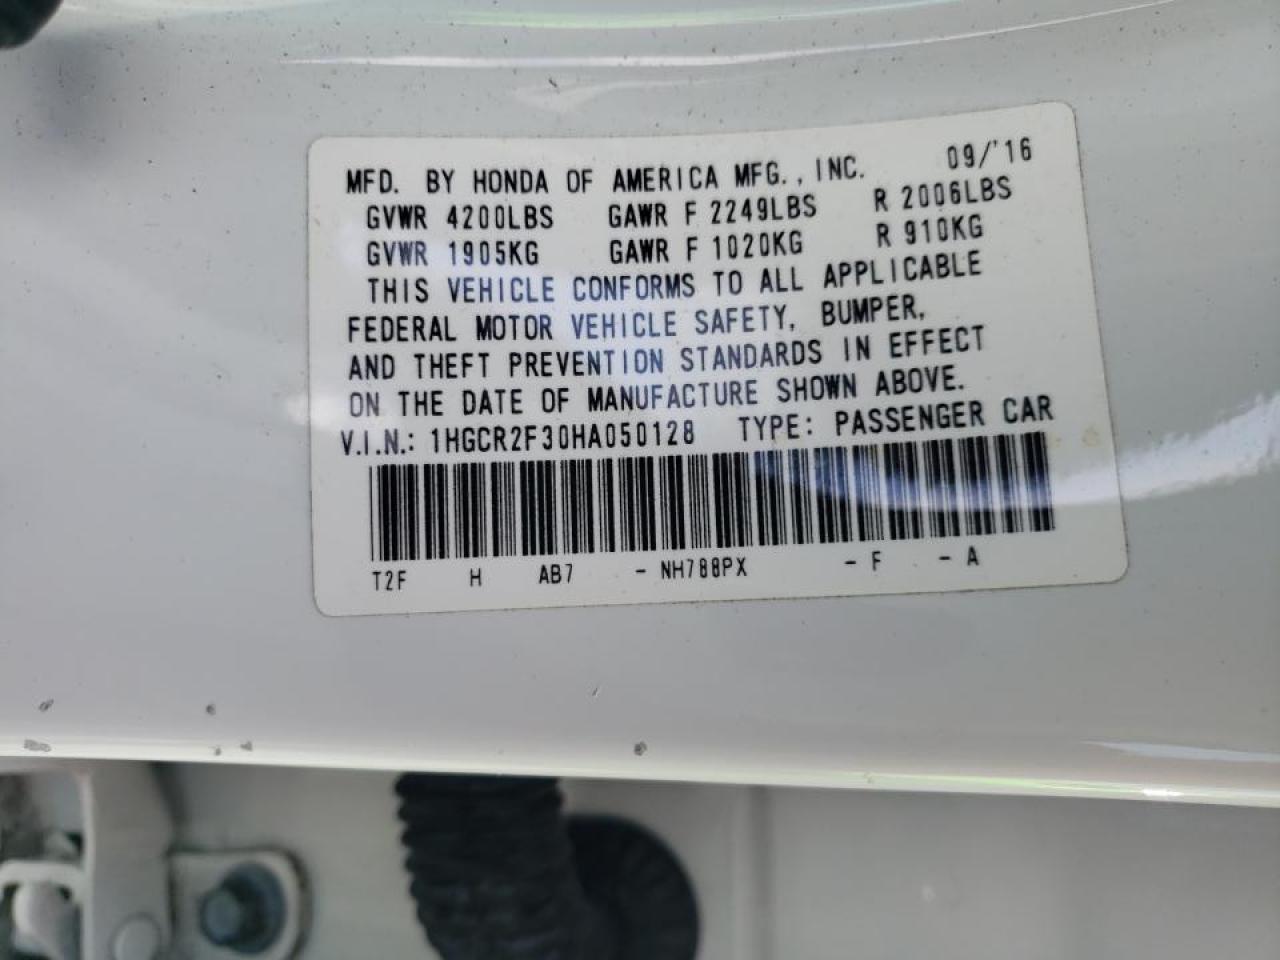 MFD. BY HONDA OF AMERICA MFG., INC. 09/'16
GVWR 4200LBS GAWR F 2249LBS R 2006LBS
GVWR 1905KG GAWR F 1020KG R 910KG
THIS VEHICLE CONFORMS TO ALL APPLICABLE
FEDERAL MOTOR VEHICLE SAFETY, BUMPER,
AND THEFT PREVENTION STANDARDS IN EFFECT
ON THE DATE OF MANUFACTURE SHOWN ABOVE.
V.I.N.: 1HGCR2F30HA050128 TYPE: PASSENGER CAR
T2F H AB7 - NH788PX - F - A